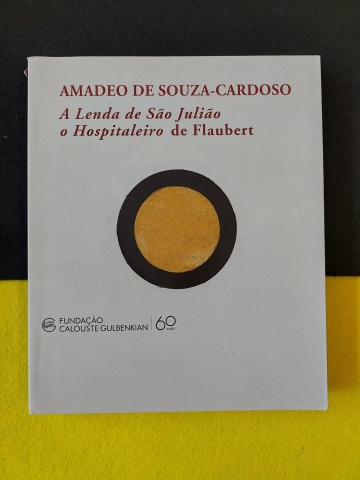 AMADEO DE SOUZA-CARDOSO
A Lenda de São Julião
o Hospitaleiro de Flaubert
FUNDAÇÃO
CALOUSTE GULBENKIAN
60